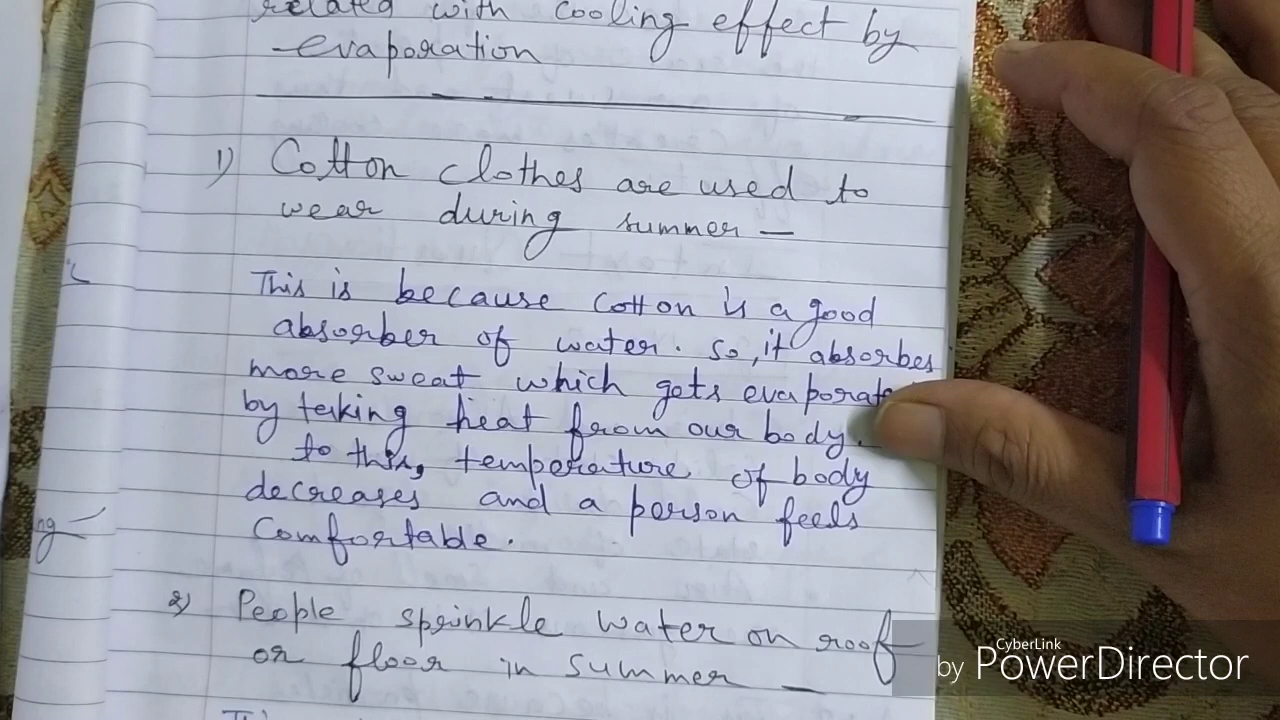 related with cooling effect by
evaporation
1) Cotton clothes are used to
wear during summer —
This is because cotton is a good
absorber of water. so, it absorbes
more sweat which gets
by taking heat from our body.
to this, temperature of body
decreases and a person feels
Comfortable.
2) People sprinkle water on roof
or floor in summer —
ng
CyberLink
by PowerDirector